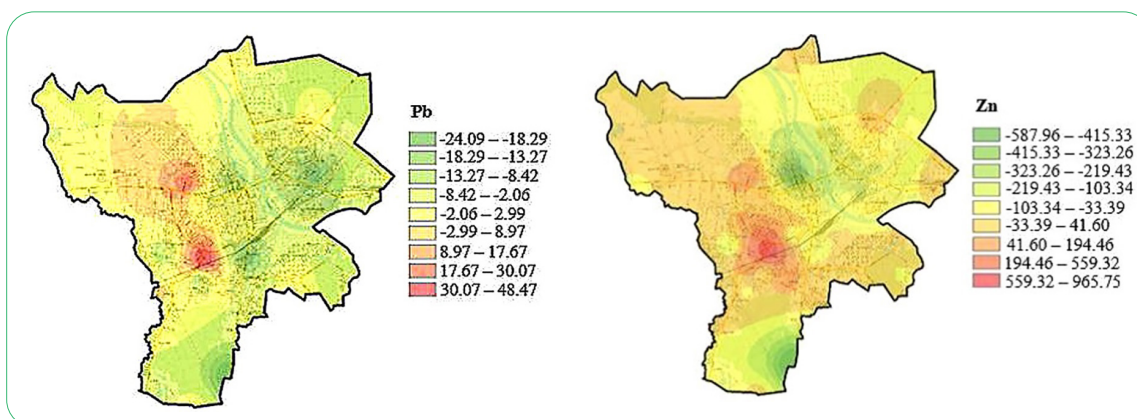 Pb
-24.09 – -18.29
-18.29 – -13.27
-13.27 – -8.42
-8.42 – -2.06
-2.06 – 2.99
-2.99 – 8.97
8.97 – 17.67
17.67 – 30.07
30.07 – 48.47
Zn
-587.96 – -415.33
-415.33 – -323.26
-323.26 – -219.43
-219.43 – -103.34
-103.34 – -33.39
-33.39 – 41.60
41.60 – 194.46
194.46 – 559.32
559.32 – 965.75